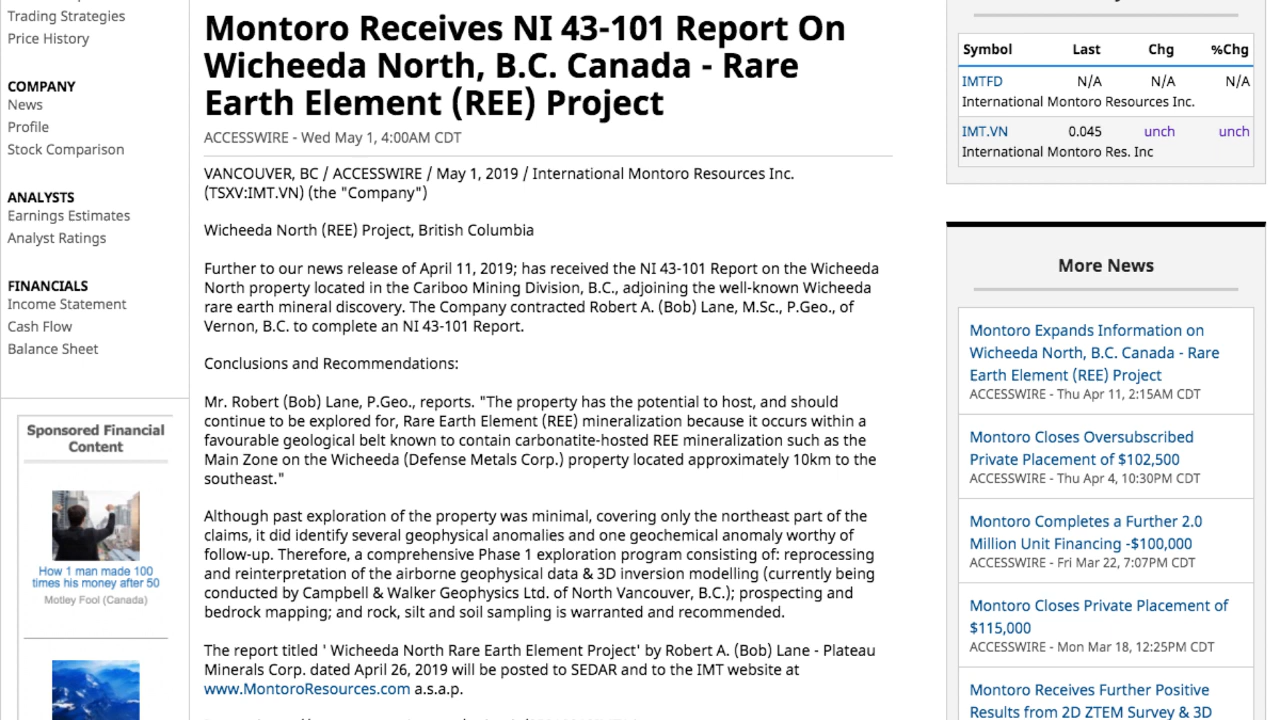 Trading Strategies
Price History
COMPANY
News
Profile
Stock Comparison
ANALYSTS
Earnings Estimates
Analyst Ratings
FINANCIALS
Income Statement
Cash Flow
Balance Sheet
Sponsored Financial
Content
How 1 man made 100
times his money after 50
Motley Fool (Canada)
Montoro Receives NI 43-101 Report On
Wicheeda North, B.C. Canada - Rare
Earth Element (REE) Project
ACCESSWIRE - Wed May 1, 4:00AM CDT
VANCOUVER, BC / ACCESSWIRE / May 1, 2019 / International Montoro Resources Inc.
(TSXV:IMT.VN) (the "Company")
Wicheeda North (REE) Project, British Columbia
Further to our news release of April 11, 2019; has received the NI 43-101 Report on the Wicheeda
North property located in the Cariboo Mining Division, B.C., adjoining the well-known Wicheeda
rare earth mineral discovery. The Company contracted Robert A. (Bob) Lane, M.Sc., P.Geo., of
Vernon, B.C. to complete an NI 43-101 Report.
Conclusions and Recommendations:
Mr. Robert (Bob) Lane, P.Geo., reports. "The property has the potential to host, and should
continue to be explored for, Rare Earth Element (REE) mineralization because it occurs within a
favourable geological belt known to contain carbonatite-hosted REE mineralization such as the
Main Zone on the Wicheeda (Defense Metals Corp.) property located approximately 10km to the
southeast."
Although past exploration of the property was minimal, covering only the northeast part of the
claims, it did identify several geophysical anomalies and one geochemical anomaly worthy of
follow-up. Therefore, a comprehensive Phase 1 exploration program consisting of: reprocessing
and reinterpretation of the airborne geophysical data & 3D inversion modelling (currently being
conducted by Campbell & Walker Geophysics Ltd. of North Vancouver, B.C.); prospecting and
bedrock mapping; and rock, silt and soil sampling is warranted and recommended.
The report titled ' Wicheeda North Rare Earth Element Project' by Robert A. (Bob) Lane - Plateau
Minerals Corp. dated April 26, 2019 will be posted to SEDAR and to the IMT website at
www.MontoroResources.com a.s.a.p.
Symbol Last Chg %Chg
IMTFD N/A N/A N/A
International Montoro Resources Inc.
IMT.VN 0.045 unch unch
International Montoro Res. Inc
More News
Montoro Expands Information on
Wicheeda North, B.C. Canada - Rare
Earth Element (REE) Project
ACCESSWIRE - Thu Apr 11, 2:15AM CDT
Montoro Closes Oversubscribed
Private Placement of $102,500
ACCESSWIRE - Thu Apr 4, 10:30PM CDT
Montoro Completes a Further 2.0
Million Unit Financing -$100,000
ACCESSWIRE - Fri Mar 22, 7:07PM CDT
Montoro Closes Private Placement of
$115,000
ACCESSWIRE - Mon Mar 18, 12:25PM CDT
Montoro Receives Further Positive
Results from 2D ZTEM Survey & 3D